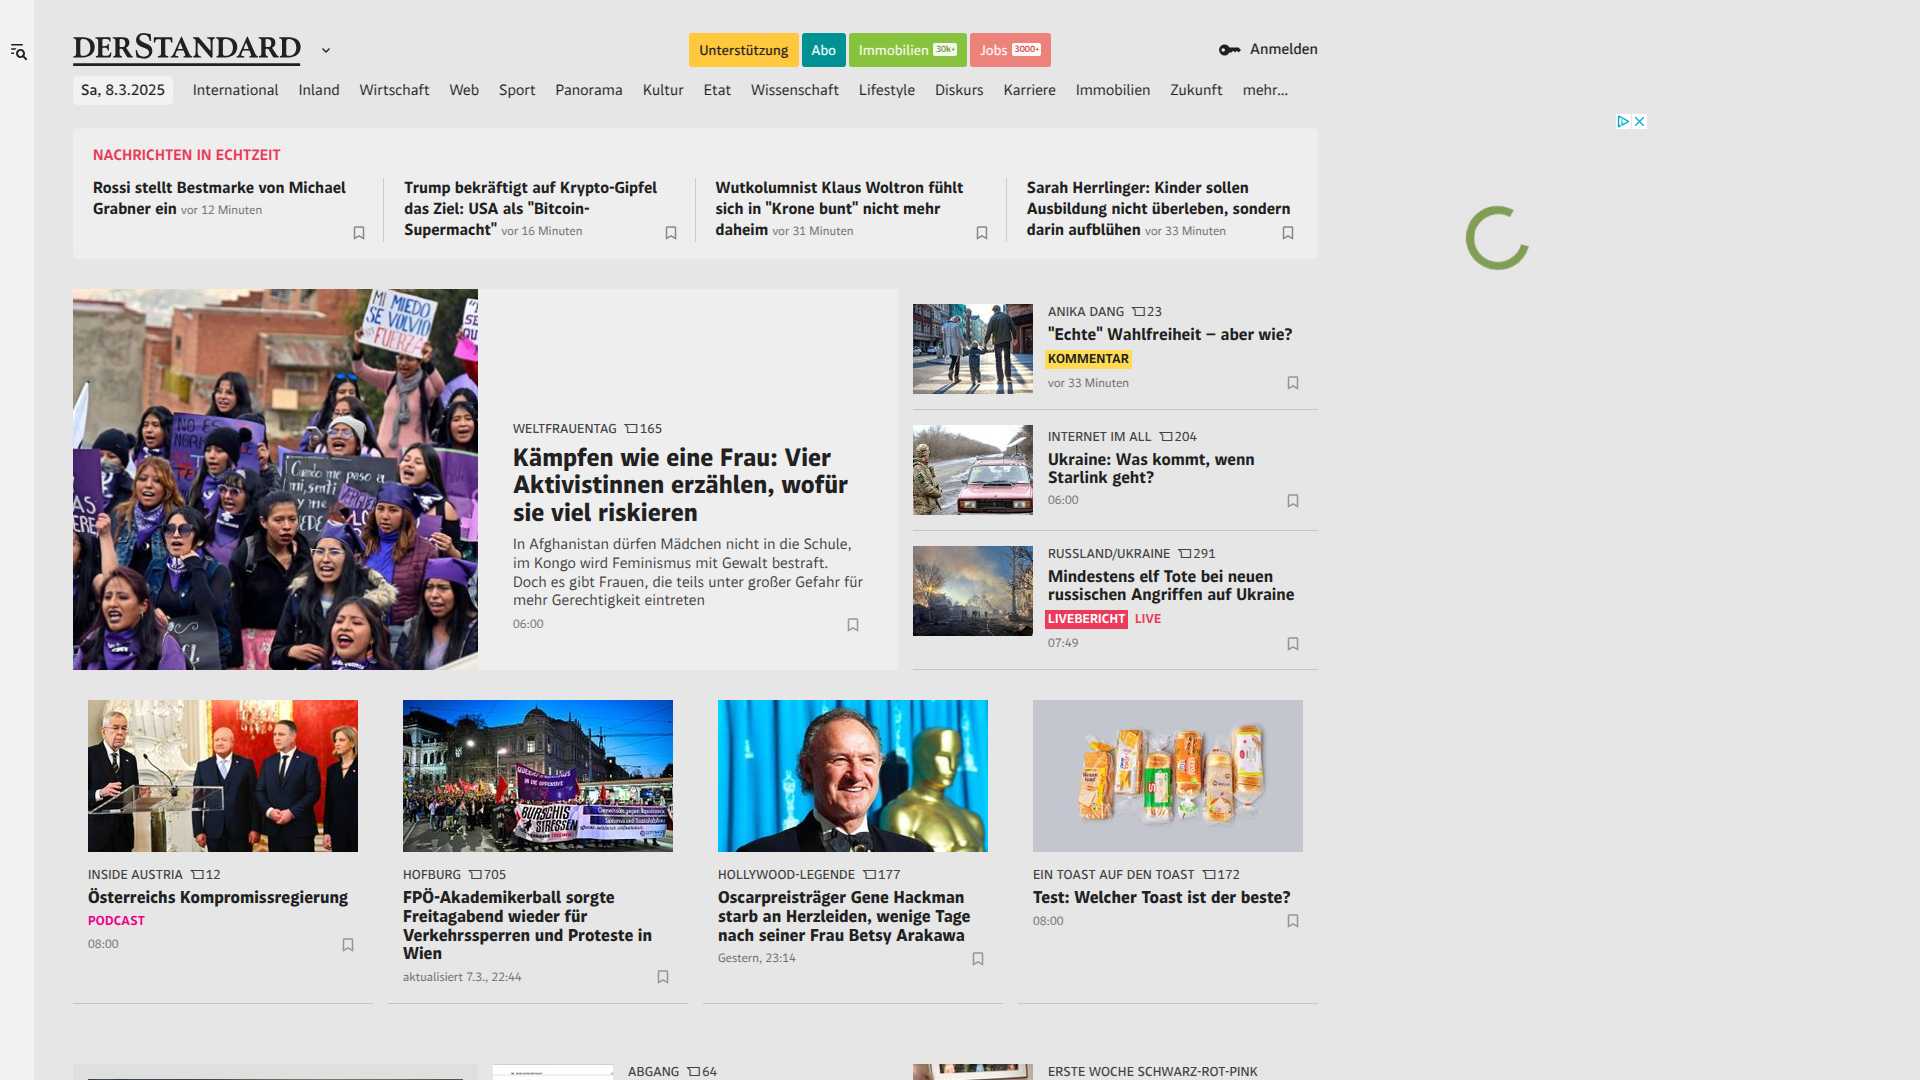 DERSTANDARD
Unterstützung
Abo
Immobilien 30k+
Jobs 3000+
Anmelden
Sa, 8.3.2025
International
Inland
Wirtschaft
Web
Sport
Panorama
Kultur
Etat
Wissenschaft
Lifestyle
Diskurs
Karriere
Immobilien
Zukunft
mehr...
NACHRICHTEN IN ECHTZEIT
Rossi stellt Bestmarke von Michael
Grabner ein vor 12 Minuten
Trump bekräftigt auf Krypto-Gipfel
das Ziel: USA als "Bitcoin-
Supermacht" vor 16 Minuten
Wutkolumnist Klaus Woltron fühlt
sich in "Krone bunt" nicht mehr
daheim vor 31 Minuten
Sarah Herrlinger: Kinder sollen
Ausbildung nicht überleben, sondern
darin aufblühen vor 33 Minuten
MI MIEDO
SE VOLVIO
FUERZA
WELTFRAUENTAG 165
Kämpfen wie eine Frau: Vier
Aktivistinnen erzählen, wofür
sie viel riskieren
In Afghanistan dürfen Mädchen nicht in die Schule,
im Kongo wird Feminismus mit Gewalt bestraft.
Doch es gibt Frauen, die teils unter großer Gefahr für
mehr Gerechtigkeit eintreten
06:00
ANIKA DANG 23
"Echte" Wahlfreiheit – aber wie?
KOMMENTAR
vor 33 Minuten
INTERNET IM ALL 204
Ukraine: Was kommt, wenn
Starlink geht?
06:00
RUSSLAND/UKRAINE 291
Mindestens elf Tote bei neuen
russischen Angriffen auf Ukraine
LIVEBERICHT LIVE
07:49
INSIDE AUSTRIA 12
Österreichs Kompromissregierung
PODCAST
08:00
BURSCHIS
STRESSEN
HOFBURG 705
FPÖ-Akademikerball sorgte
Freitagabend wieder für
Verkehrssperren und Proteste in
Wien
aktualisiert 7.3., 22:44
HOLLYWOOD-LEGENDE 177
Oscarpreisträger Gene Hackman
starb an Herzleiden, wenige Tage
nach seiner Frau Betsy Arakawa
Gestern, 23:14
EIN TOAST AUF DEN TOAST 172
Test: Welcher Toast ist der beste?
08:00
ABGANG 64
ERSTE WOCHE SCHWARZ-ROT-PINK